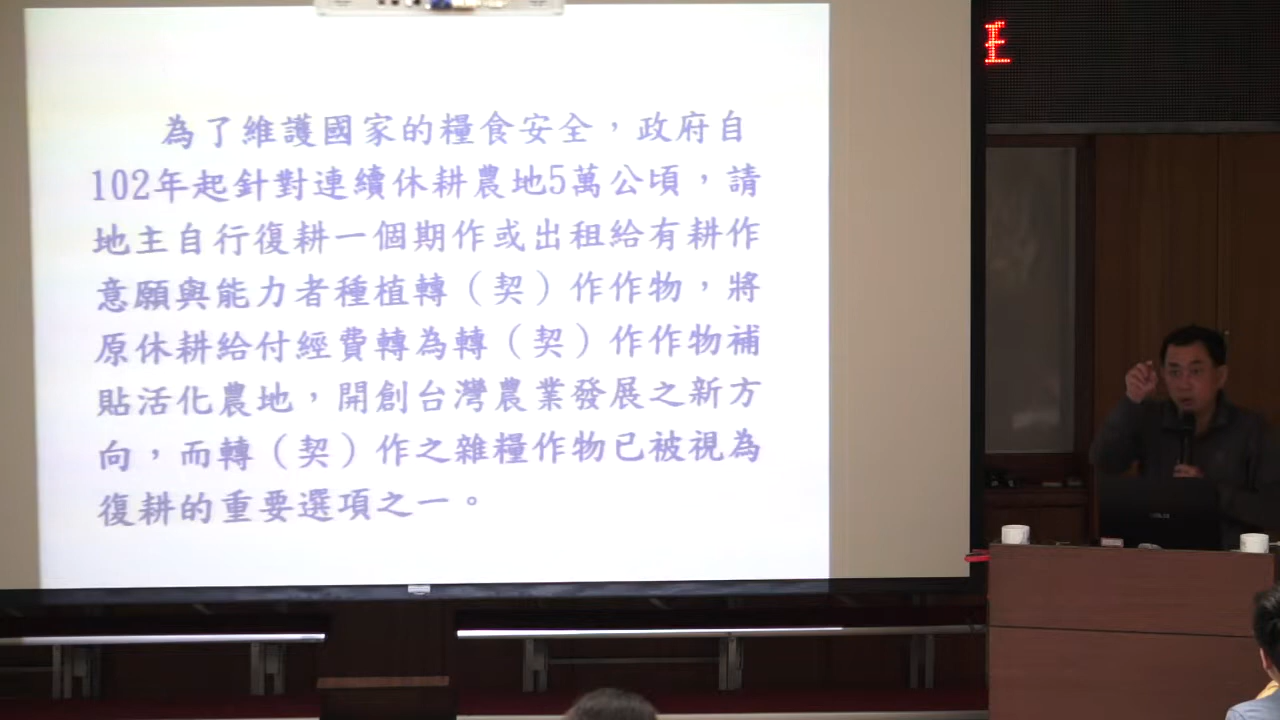 為了維護國家的糧食安全，政府自
102年起針對連續休耕農地5萬公頃，請
地主自行復耕一個期作或出租給有耕作
意願與能力者種植轉（契）作作物，將
原休耕給付經費轉為轉（契）作作物補
貼活化農地，開創台灣農業發展之新方
向，而轉（契）作之雜糧作物已被視為
復耕的重要選項之一。